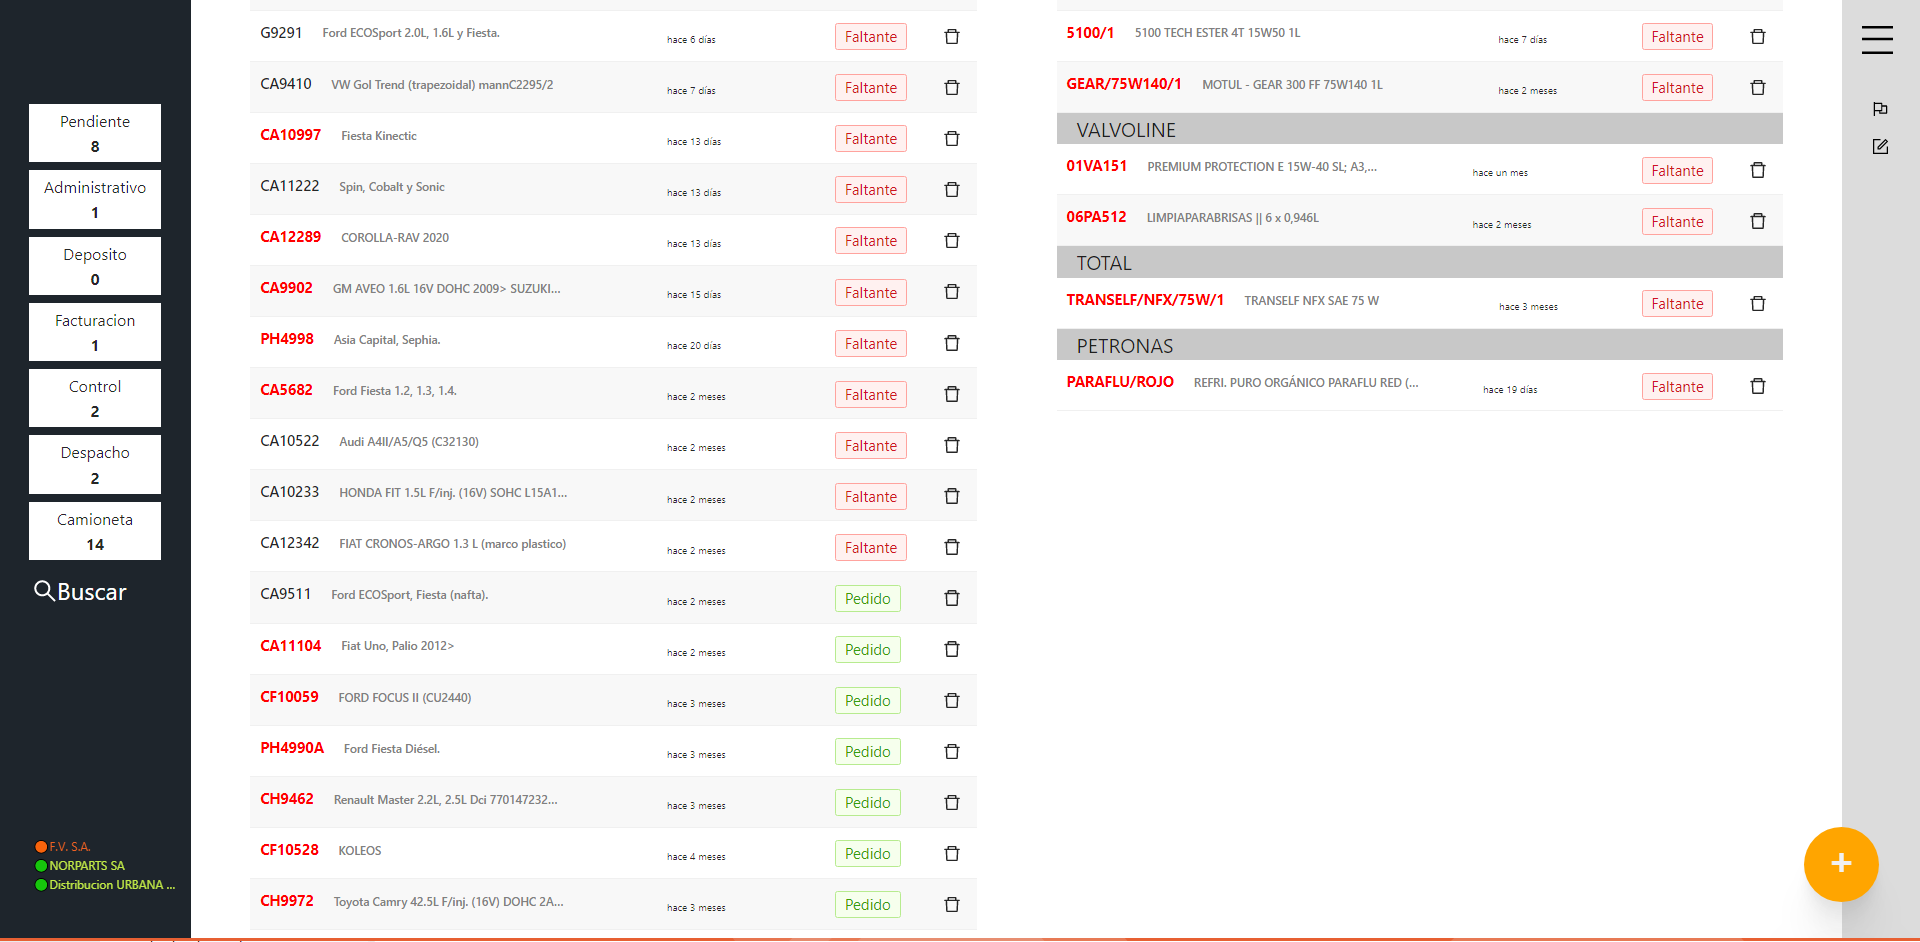 Pendiente
8
Administrativo
1
Deposito
0
Facturacion
1
Control
2
Despacho
2
Camioneta
14
Buscar
F.V. S.A.
NORPARTS SA
Distribucion URBANA ...
G9291 Ford ECOSport 2.0L, 1.6L y Fiesta. hace 6 días Faltante
CA9410 VW Gol Trend (trapezoidal) mannC2295/2 hace 7 días Faltante
CA10997 Fiesta Kinectic hace 13 días Faltante
CA11222 Spin, Cobalt y Sonic hace 13 días Faltante
CA12289 COROLLA-RAV 2020 hace 13 días Faltante
CA9902 GM AVEO 1.6L 16V DOHC 2009> SUZUKI... hace 15 días Faltante
PH4998 Asia Capital, Sephia. hace 20 días Faltante
CA5682 Ford Fiesta 1.2, 1.3, 1.4. hace 2 meses Faltante
CA10522 Audi A4II/A5/Q5 (C32130) hace 2 meses Faltante
CA10233 HONDA FIT 1.5L F/inj. (16V) SOHC L15A1... hace 2 meses Faltante
CA12342 FIAT CRONOS-ARGO 1.3 L (marco plastico) hace 2 meses Faltante
CA9511 Ford ECOSport, Fiesta (nafta). hace 2 meses Pedido
CA11104 Fiat Uno, Palio 2012> hace 2 meses Pedido
CF10059 FORD FOCUS II (CU2440) hace 3 meses Pedido
PH4990A Ford Fiesta Diésel. hace 3 meses Pedido
CH9462 Renault Master 2.2L, 2.5L Dci 770147232... hace 3 meses Pedido
CF10528 KOLEOS hace 4 meses Pedido
CH9972 Toyota Camry 42.5L F/inj. (16V) DOHC 2A... hace 3 meses Pedido
5100/1 5100 TECH ESTER 4T 15W50 1L hace 7 días Faltante
GEAR/75W140/1 MOTUL - GEAR 300 FF 75W140 1L hace 2 meses Faltante
VALVOLINE
01VA151 PREMIUM PROTECTION E 15W-40 SL; A3,... hace un mes Faltante
06PA512 LIMPIAPARABRISAS || 6 x 0,946L hace 2 meses Faltante
TOTAL
TRANSELF/NFX/75W/1 TRANSELF NFX SAE 75 W hace 3 meses Faltante
PETRONAS
PARAFLU/ROJO REFRI. PURO ORGÁNICO PARAFLU RED (... hace 19 días Faltante
+